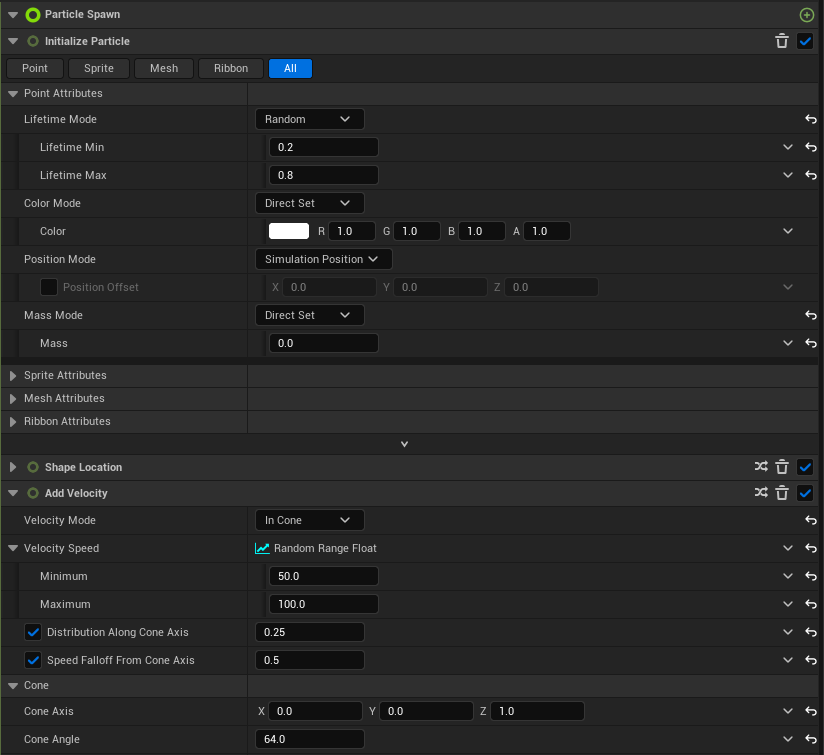 Particle Spawn
Initialize Particle
Point Sprite Mesh Ribbon All
Point Attributes
Lifetime Mode Random
Lifetime Min 0.2
Lifetime Max 0.8
Color Mode Direct Set
Color R 1.0 G 1.0 B 1.0 A 1.0
Position Mode Simulation Position
Position Offset X 0.0 Y 0.0 Z 0.0
Mass Mode Direct Set
Mass 0.0
Sprite Attributes
Mesh Attributes
Ribbon Attributes
Shape Location
Add Velocity
Velocity Mode In Cone
Velocity Speed Random Range Float
Minimum 50.0
Maximum 100.0
Distribution Along Cone Axis 0.25
Speed Falloff From Cone Axis 0.5
Cone
Cone Axis X 0.0 Y 0.0 Z 1.0
Cone Angle 64.0